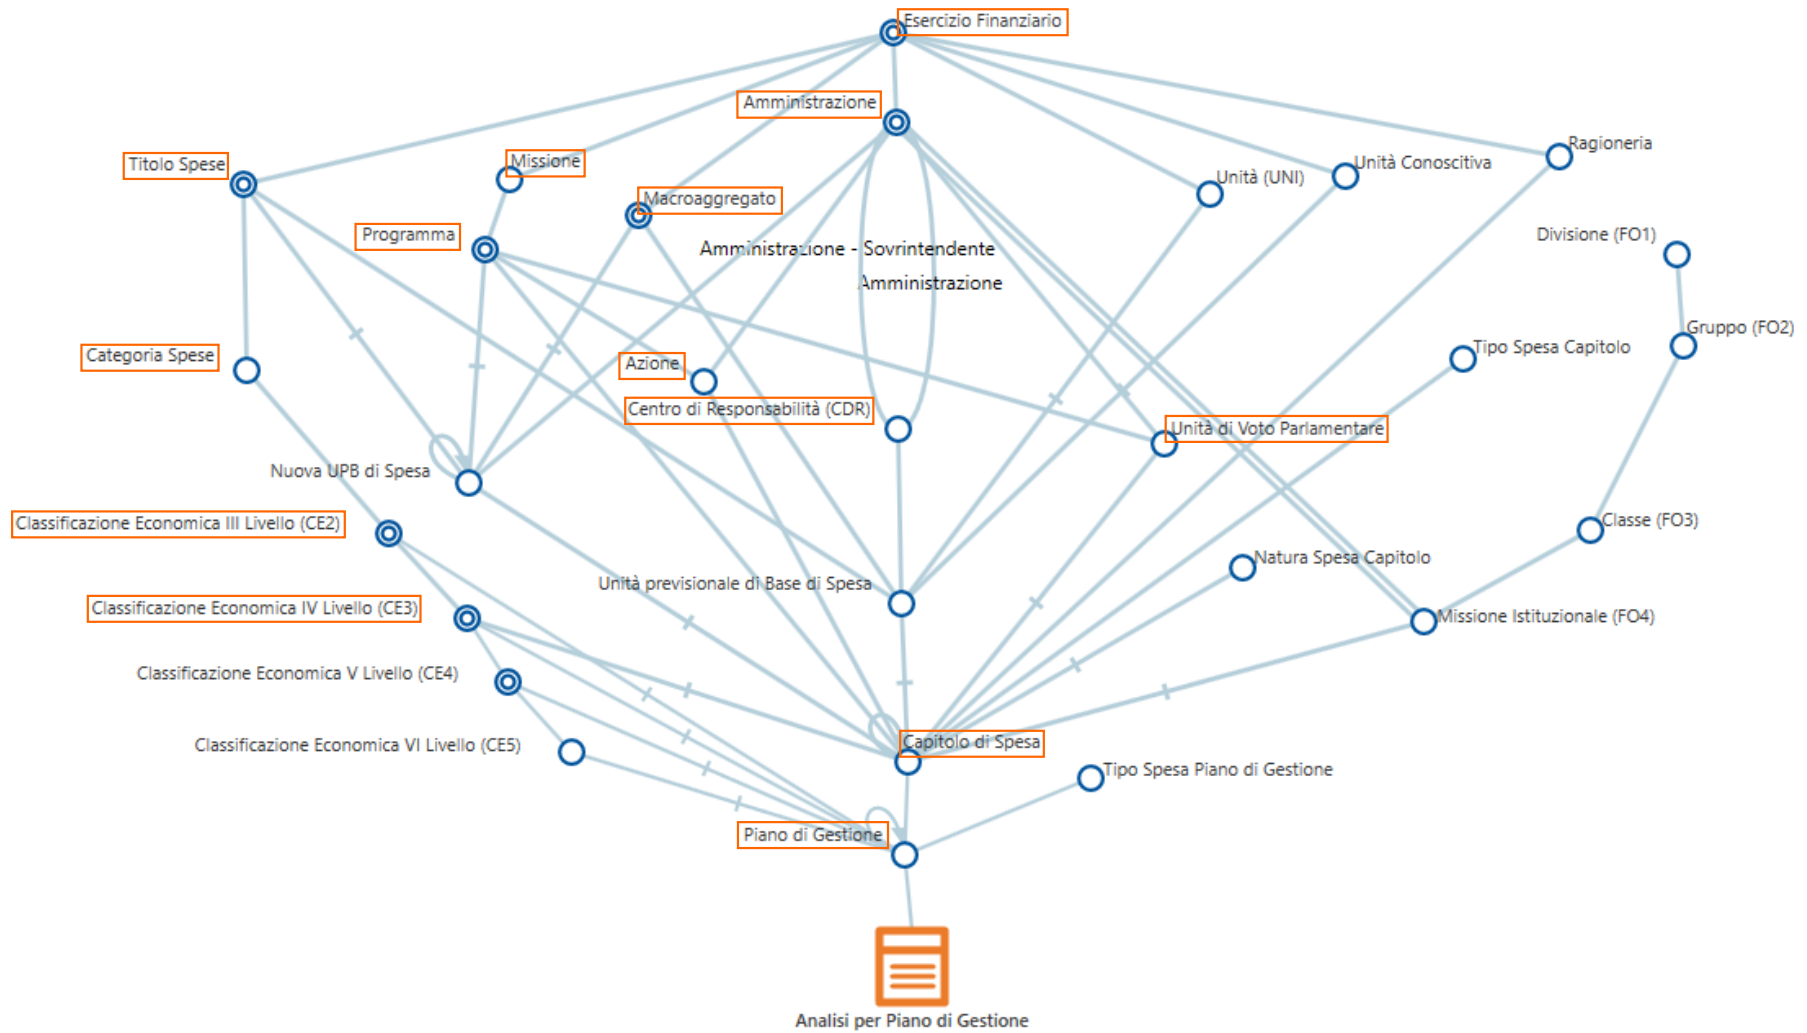 Esercizio Finanziario
Amministrazione
Titolo Spese
Missione
Ragioneria
Unità Conoscitiva
Unità (UNI)
Macroaggregato
Programma
Divisione (FO1)
Amministrazione - Sovrintendente
Amministrazione
Gruppo (FO2)
Categoria Spese
Tipo Spesa Capitolo
Azione
Centro di Responsabilità (CDR)
Unità di Voto Parlamentare
Nuova UPB di Spesa
Classificazione Economica III Livello (CE2)
Classe (FO3)
Natura Spesa Capitolo
Unità previsionale di Base di Spesa
Classificazione Economica IV Livello (CE3)
Missione Istituzionale (FO4)
Classificazione Economica V Livello (CE4)
Classificazione Economica VI Livello (CE5)
Capitolo di Spesa
Tipo Spesa Piano di Gestione
Piano di Gestione
Analisi per Piano di Gestione